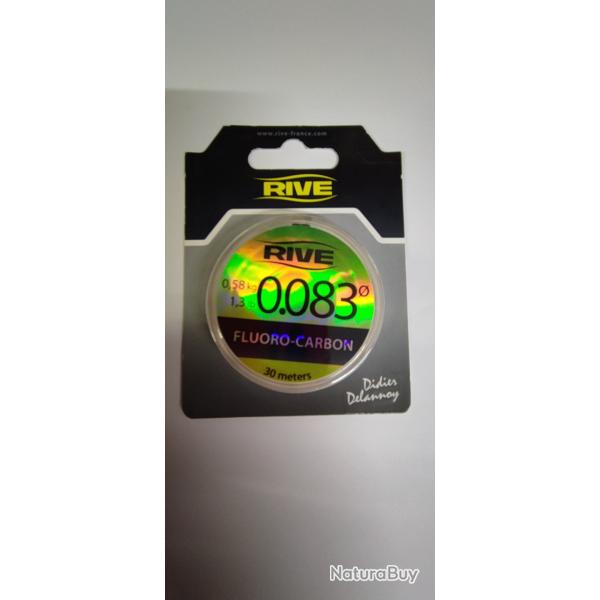 www.rive-france.com
RIVE
RIVE
0,58 kg
1,3
0.083 Ø
FLUORO-CARBON
30 meters
Didier
Delannoy
NaturaBuy